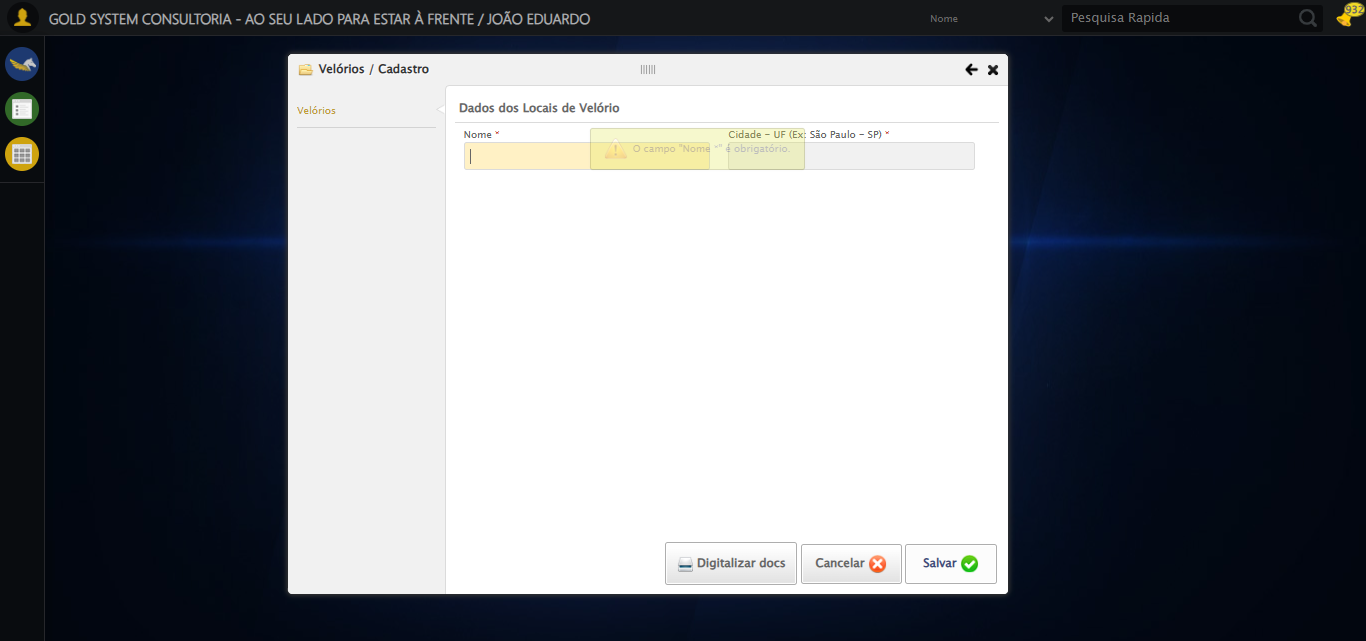 GOLD SYSTEM CONSULTORIA - AO SEU LADO PARA ESTAR À FRENTE / JOÃO EDUARDO
Nome
Pesquisa Rapida
932
Velórios / Cadastro
Velórios
Dados dos Locais de Velório
Nome *
Cidade - UF (Ex: São Paulo - SP) *
O campo "Nome *" é obrigatório.
Digitalizar docs
Cancelar
Salvar